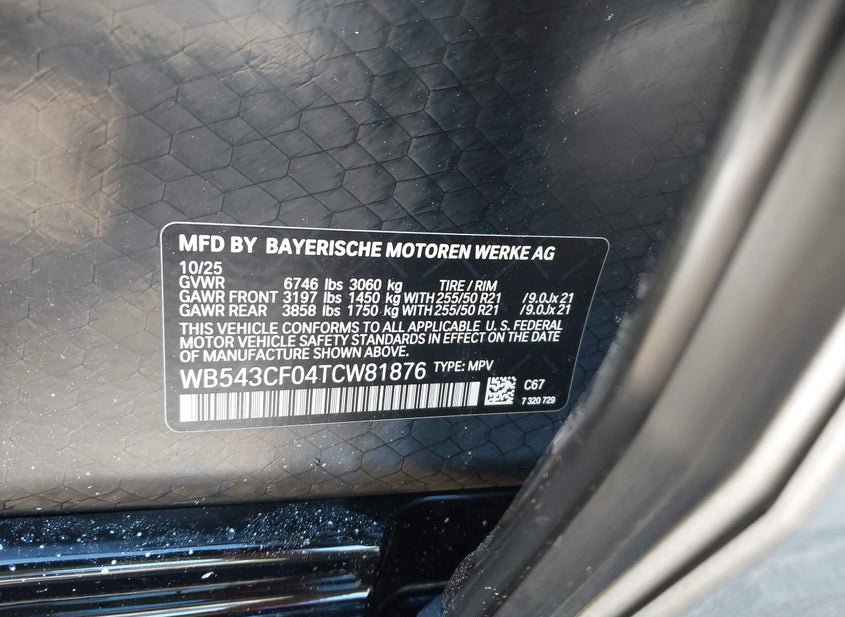 MFD BY BAYERISCHE MOTOREN WERKE AG
10/25
GVWR 6746 lbs 3060 kg TIRE / RIM
GAWR FRONT 3197 lbs 1450 kg WITH 255/50 R21 /9.0Jx 21
GAWR REAR 3858 lbs 1750 kg WITH 255/50 R21 /9.0Jx 21
THIS VEHICLE CONFORMS TO ALL APPLICABLE U.S. FEDERAL
MOTOR VEHICLE SAFETY STANDARDS IN EFFECT ON THE DATE
OF MANUFACTURE SHOWN ABOVE.
WB543CF04TCW81876 TYPE: MPV
C67
7 320 729